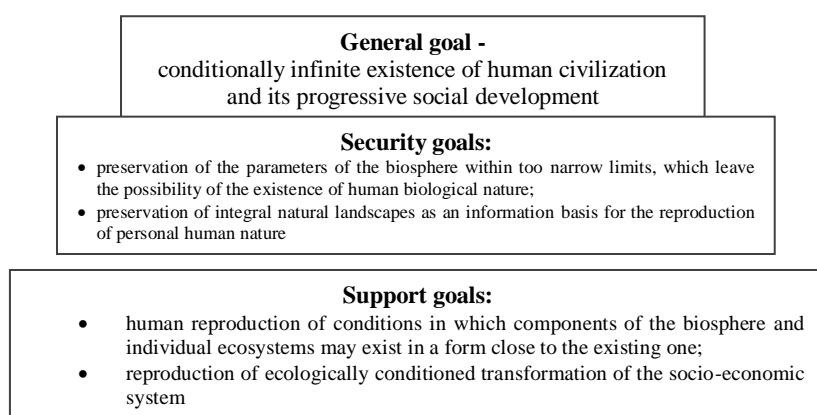 General goal -
conditionally infinite existence of human civilization
and its progressive social development
Security goals:
• preservation of the parameters of the biosphere within too narrow limits, which leave
the possibility of the existence of human biological nature;
• preservation of integral natural landscapes as an information basis for the reproduction
of personal human nature
Support goals:
• human reproduction of conditions in which components of the biosphere and
individual ecosystems may exist in a form close to the existing one;
• reproduction of ecologically conditioned transformation of the socio-economic
system